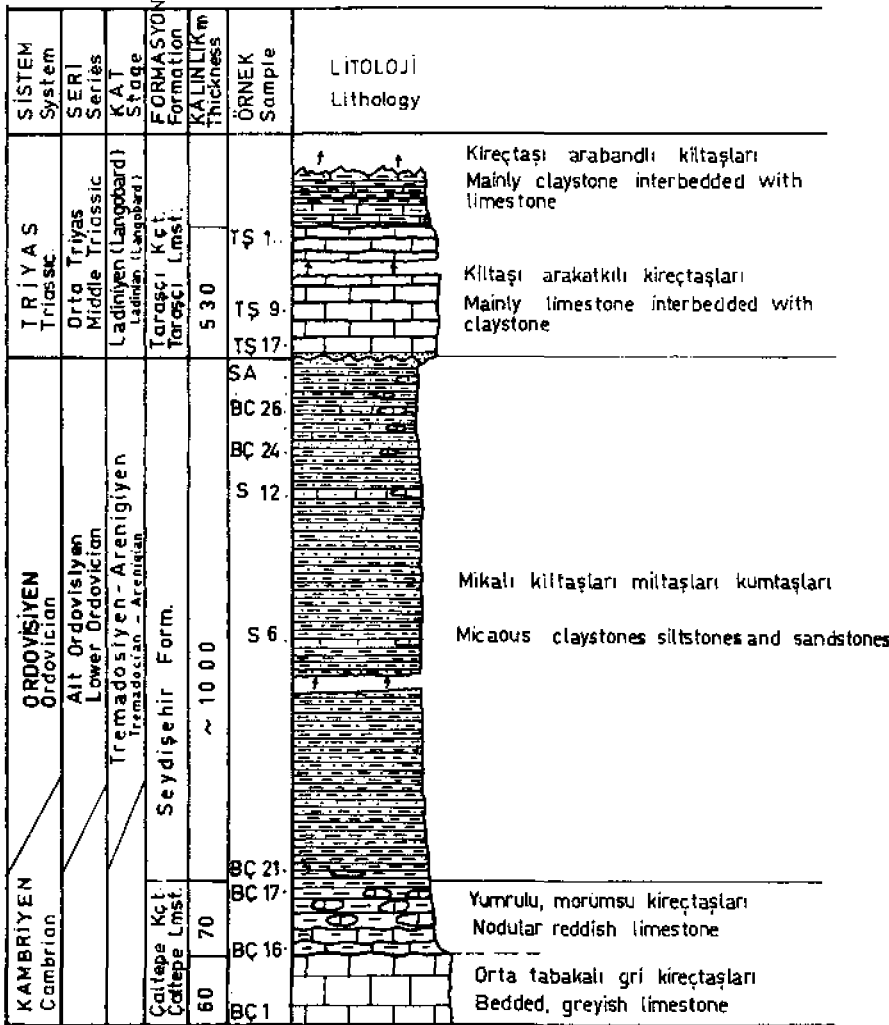 SİSTEM
System
SERİ
Series
KAT
Stage
FORMASYON
Formation
KALINLIK m
Thickness
ÖRNEK
Sample
LİTOLOJİ
Lithology
TRİYAS
Triassic.
Orta Triyas
Middle Triassic
Ladiniyen (Langobard)
Ladinian (Langobard)
Taraşçı Kçt.
Taraşçı Lmst.
530
TŞ 1..
TŞ 9.
TŞ 17.
Kireçtaşı arabandlı kiltaşları
Mainly claystone interbedded with
limestone
Kiltaşı arakatkılı kireçtaşları
Mainly limestone interbedded with
claystone
ORDOVİSİYEN
Ordovician
Alt Ordovisiyen
Lower Ordovician
Tremadosiyen-Arenigiyen
Tremadocian - Arenigian
Seydişehir Form.
~ 1000
SA
BÇ 26.
BÇ 24.
S 12.
S 6.
BÇ 21.
Mikalı kiltaşları miltaşları kumtaşları
Micaous claystones siltstones and sandstones
KAMBRİYEN
Cambrian
Çaltepe Kçt.
Çaltepe Lmst.
70
60
BÇ 17.
BÇ 16.
BÇ 1
Yumrulu, morumsu kireçtaşları
Nodular reddish limestone
Orta tabakalı gri kireçtaşları
Bedded, greyish limestone